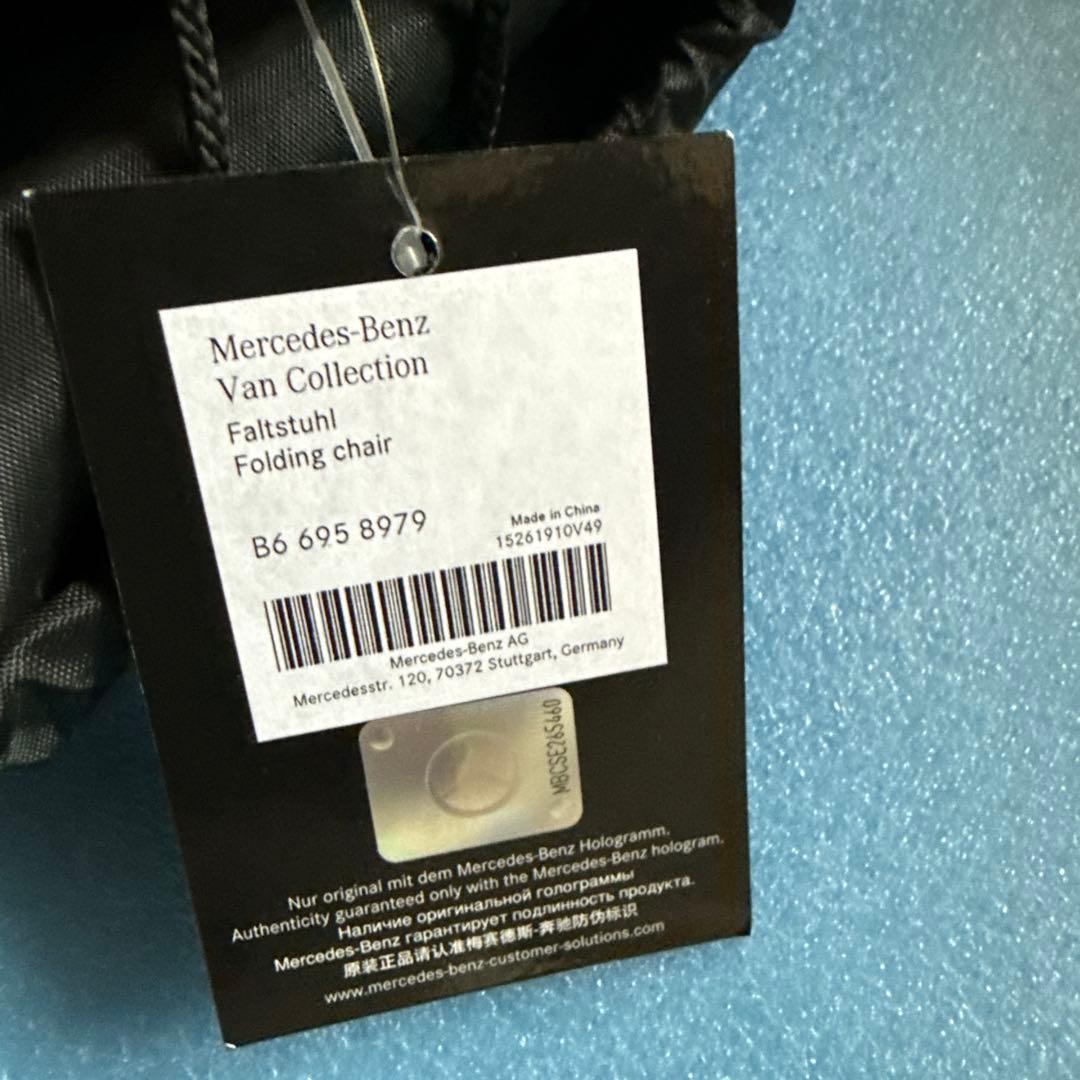 Mercedes-Benz
Van Collection
Faltstuhl
Folding chair
B6 695 8979
Made in China
15261910V49
Mercedes-Benz AG
Mercedesstr. 120, 70372 Stuttgart, Germany
MBCSE265460
Nur original mit dem Mercedes-Benz Hologramm.
Authenticity guaranteed only with the Mercedes-Benz hologram.
Наличие оригинальной голограммы
Mercedes-Benz гарантирует подлинность продукта.
原装正品请认准梅赛德斯-奔驰防伪标识
www.mercedes-benz-customer-solutions.com